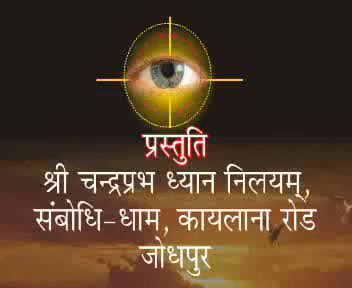 प्रस्तुति
श्री चन्द्रप्रभ ध्यान निलयम्,
संबोधि-धाम, कायलाना रोड
जोधपुर